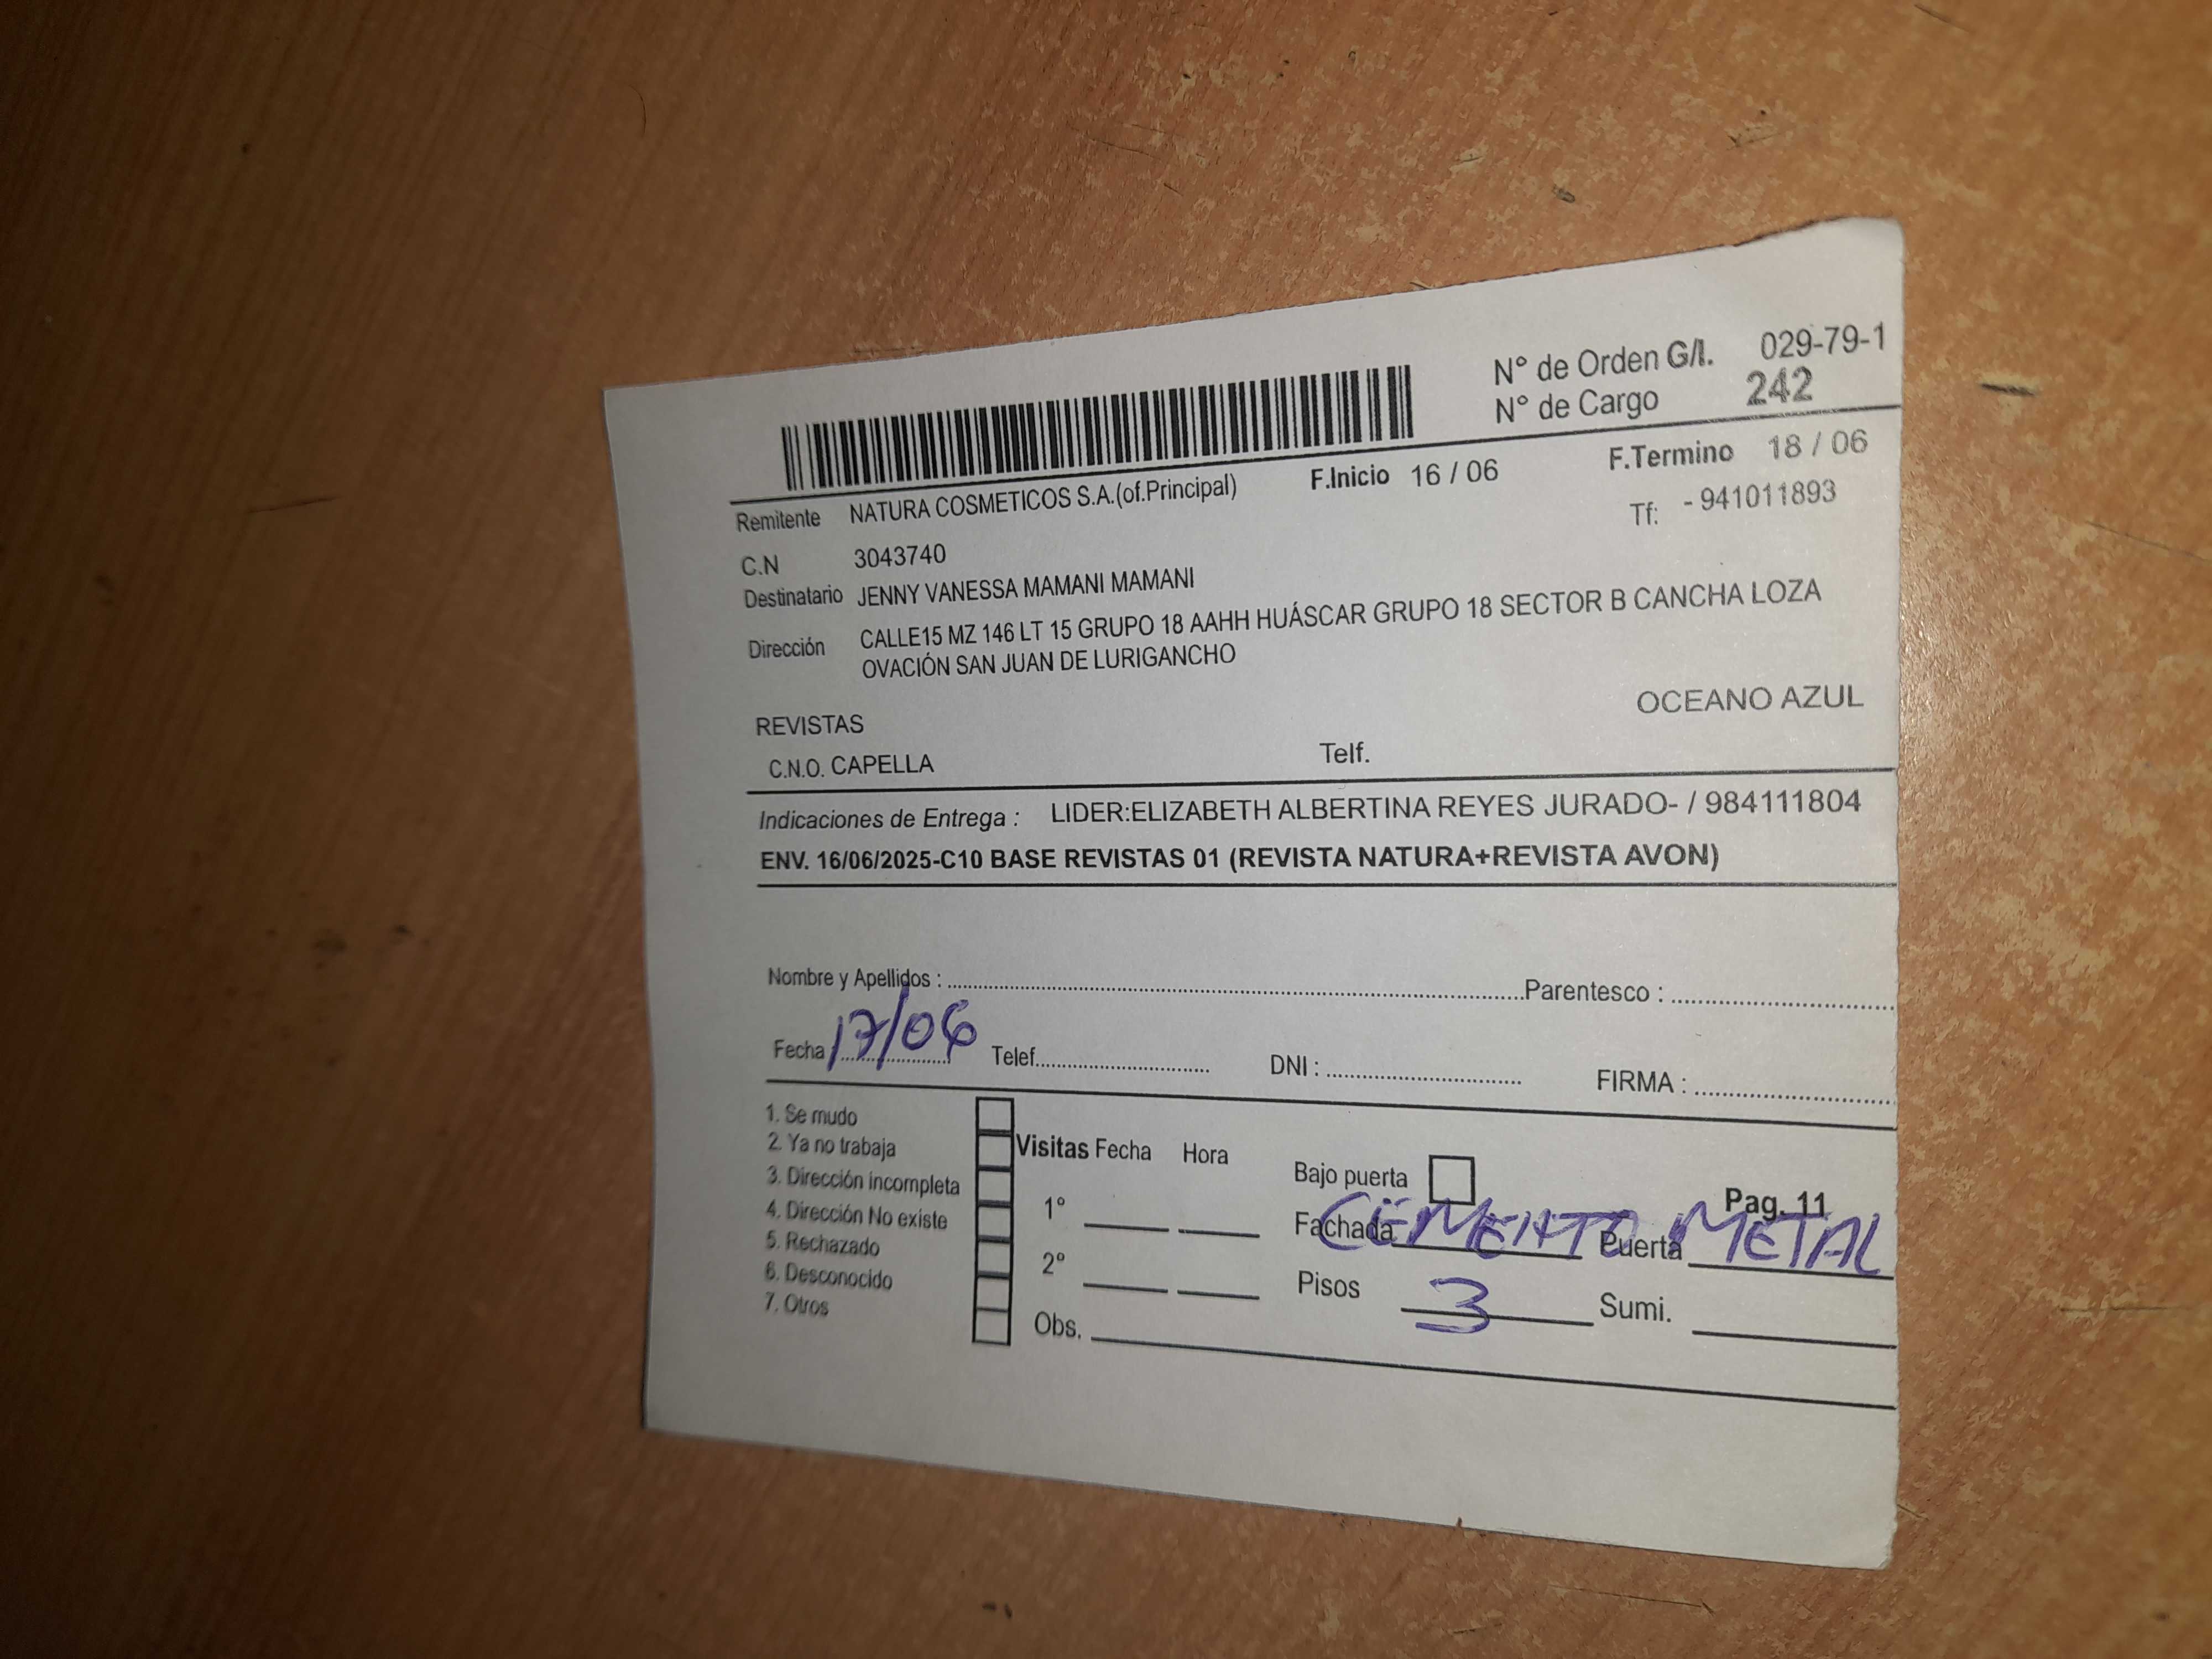 N° de Orden G/I. 029-79-1
N° de Cargo 242
F.Inicio 16 / 06 F.Termino 18 / 06
Remitente NATURA COSMETICOS S.A.(of.Principal)
Tf: - 941011893
C.N 3043740
Destinatario JENNY VANESSA MAMANI MAMANI
Dirección CALLE15 MZ 146 LT 15 GRUPO 18 AAHH HUÁSCAR GRUPO 18 SECTOR B CANCHA LOZA
OVACIÓN SAN JUAN DE LURIGANCHO
OCEANO AZUL
REVISTAS
C.N.O. CAPELLA Telf.
Indicaciones de Entrega : LIDER:ELIZABETH ALBERTINA REYES JURADO- / 984111804
ENV. 16/06/2025-C10 BASE REVISTAS 01 (REVISTA NATURA+REVISTA AVON)
Nombre y Apellidos : Parentesco :
Fecha 17/06 Telef. DNI : FIRMA :
1. Se mudo
2. Ya no trabaja
3. Dirección incompleta
4. Dirección No existe
5. Rechazado
6. Desconocido
7. Otros
Visitas Fecha Hora
1°
2°
Obs.
Bajo puerta
Pag. 11
Fachada CEMENTO Puerta METAL
Pisos 3 Sumi.